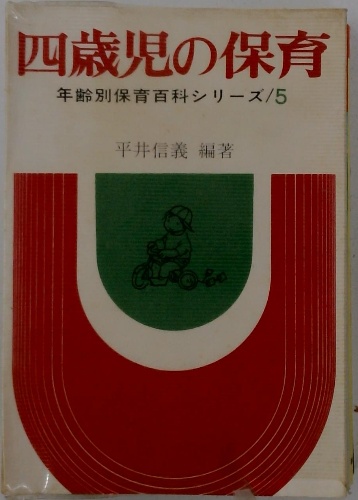 四歳児の保育
年齢別保育百科シリーズ/5
平井信義 編著